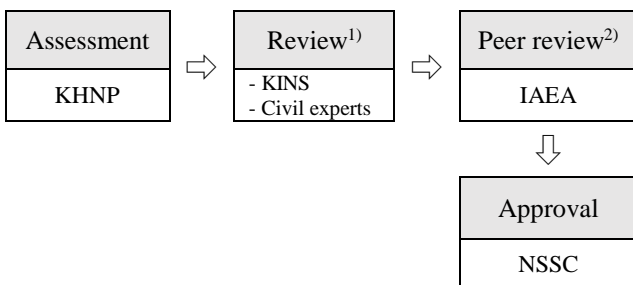 Assessment
KHNP
Review1)
- KINS
- Civil experts
Peer review2)
IAEA
Approval
NSSC